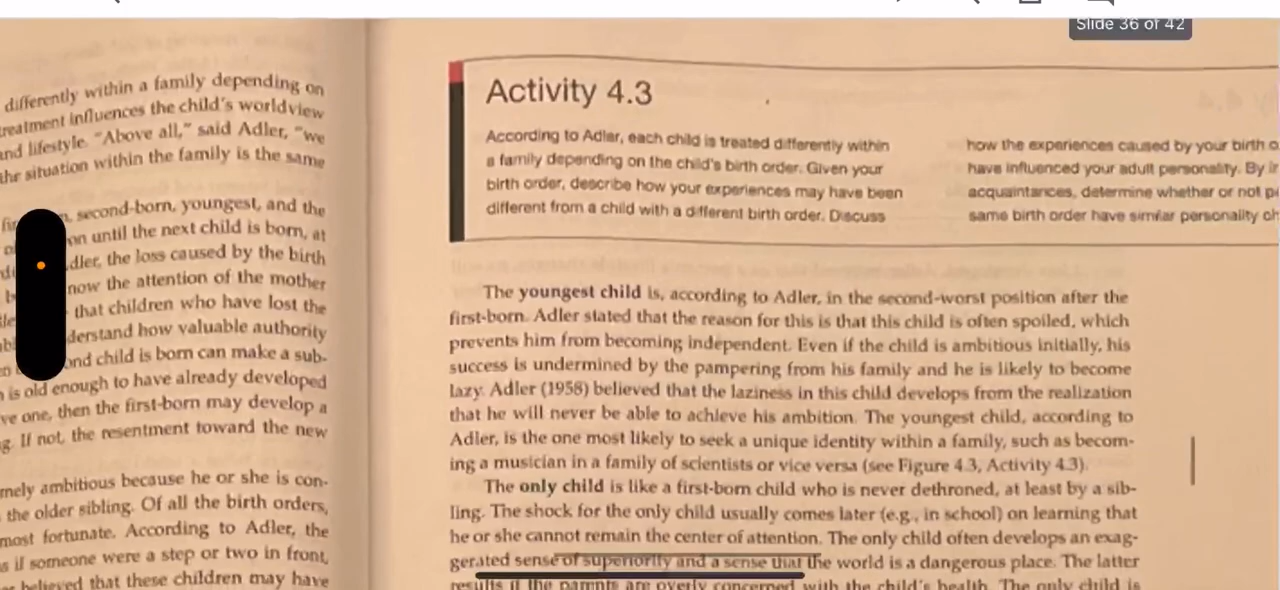 Slide 36 of 42
differently within a family depending on
treatment influences the child's worldview
and lifestyle. "Above all," said Adler, "we
the situation within the family is the same
second-born, youngest, and the
on until the next child is born, at
dler, the loss caused by the birth
now the attention of the mother
that children who have lost the
derstand how valuable authority
ond child is born can make a sub-
is old enough to have already developed
ve one, then the first-born may develop a
g. If not, the resentment toward the new
mely ambitious because he or she is con-
the older sibling. Of all the birth orders,
most fortunate. According to Adler, the
as if someone were a step or two in front,
believed that these children may have
Activity 4.3
According to Adler, each child is treated differently within
a family depending on the child's birth order. Given your
birth order, describe how your experiences may have been
different from a child with a different birth order. Discuss
how the experiences caused by your birth o
have influenced your adult personality. By i
acquaintances, determine whether or not p
same birth order have similar personality ch
The youngest child is, according to Adler, in the second-worst position after the
first-born. Adler stated that the reason for this is that this child is often spoiled, which
prevents him from becoming independent. Even if the child is ambitious initially, his
success is undermined by the pampering from his family and he is likely to become
lazy. Adler (1958) believed that the laziness in this child develops from the realization
that he will never be able to achieve his ambition. The youngest child, according to
Adler, is the one most likely to seek a unique identity within a family, such as becom-
ing a musician in a family of scientists or vice versa (see Figure 4.3, Activity 4.3).
The only child is like a first-born child who is never dethroned, at least by a sib-
ling. The shock for the only child usually comes later (e.g., in school) on learning that
he or she cannot remain the center of attention. The only child often develops an exag-
gerated sense of superiority and a sense that the world is a dangerous place. The latter
results if the parents are overly concerned with the child's health. The only child is